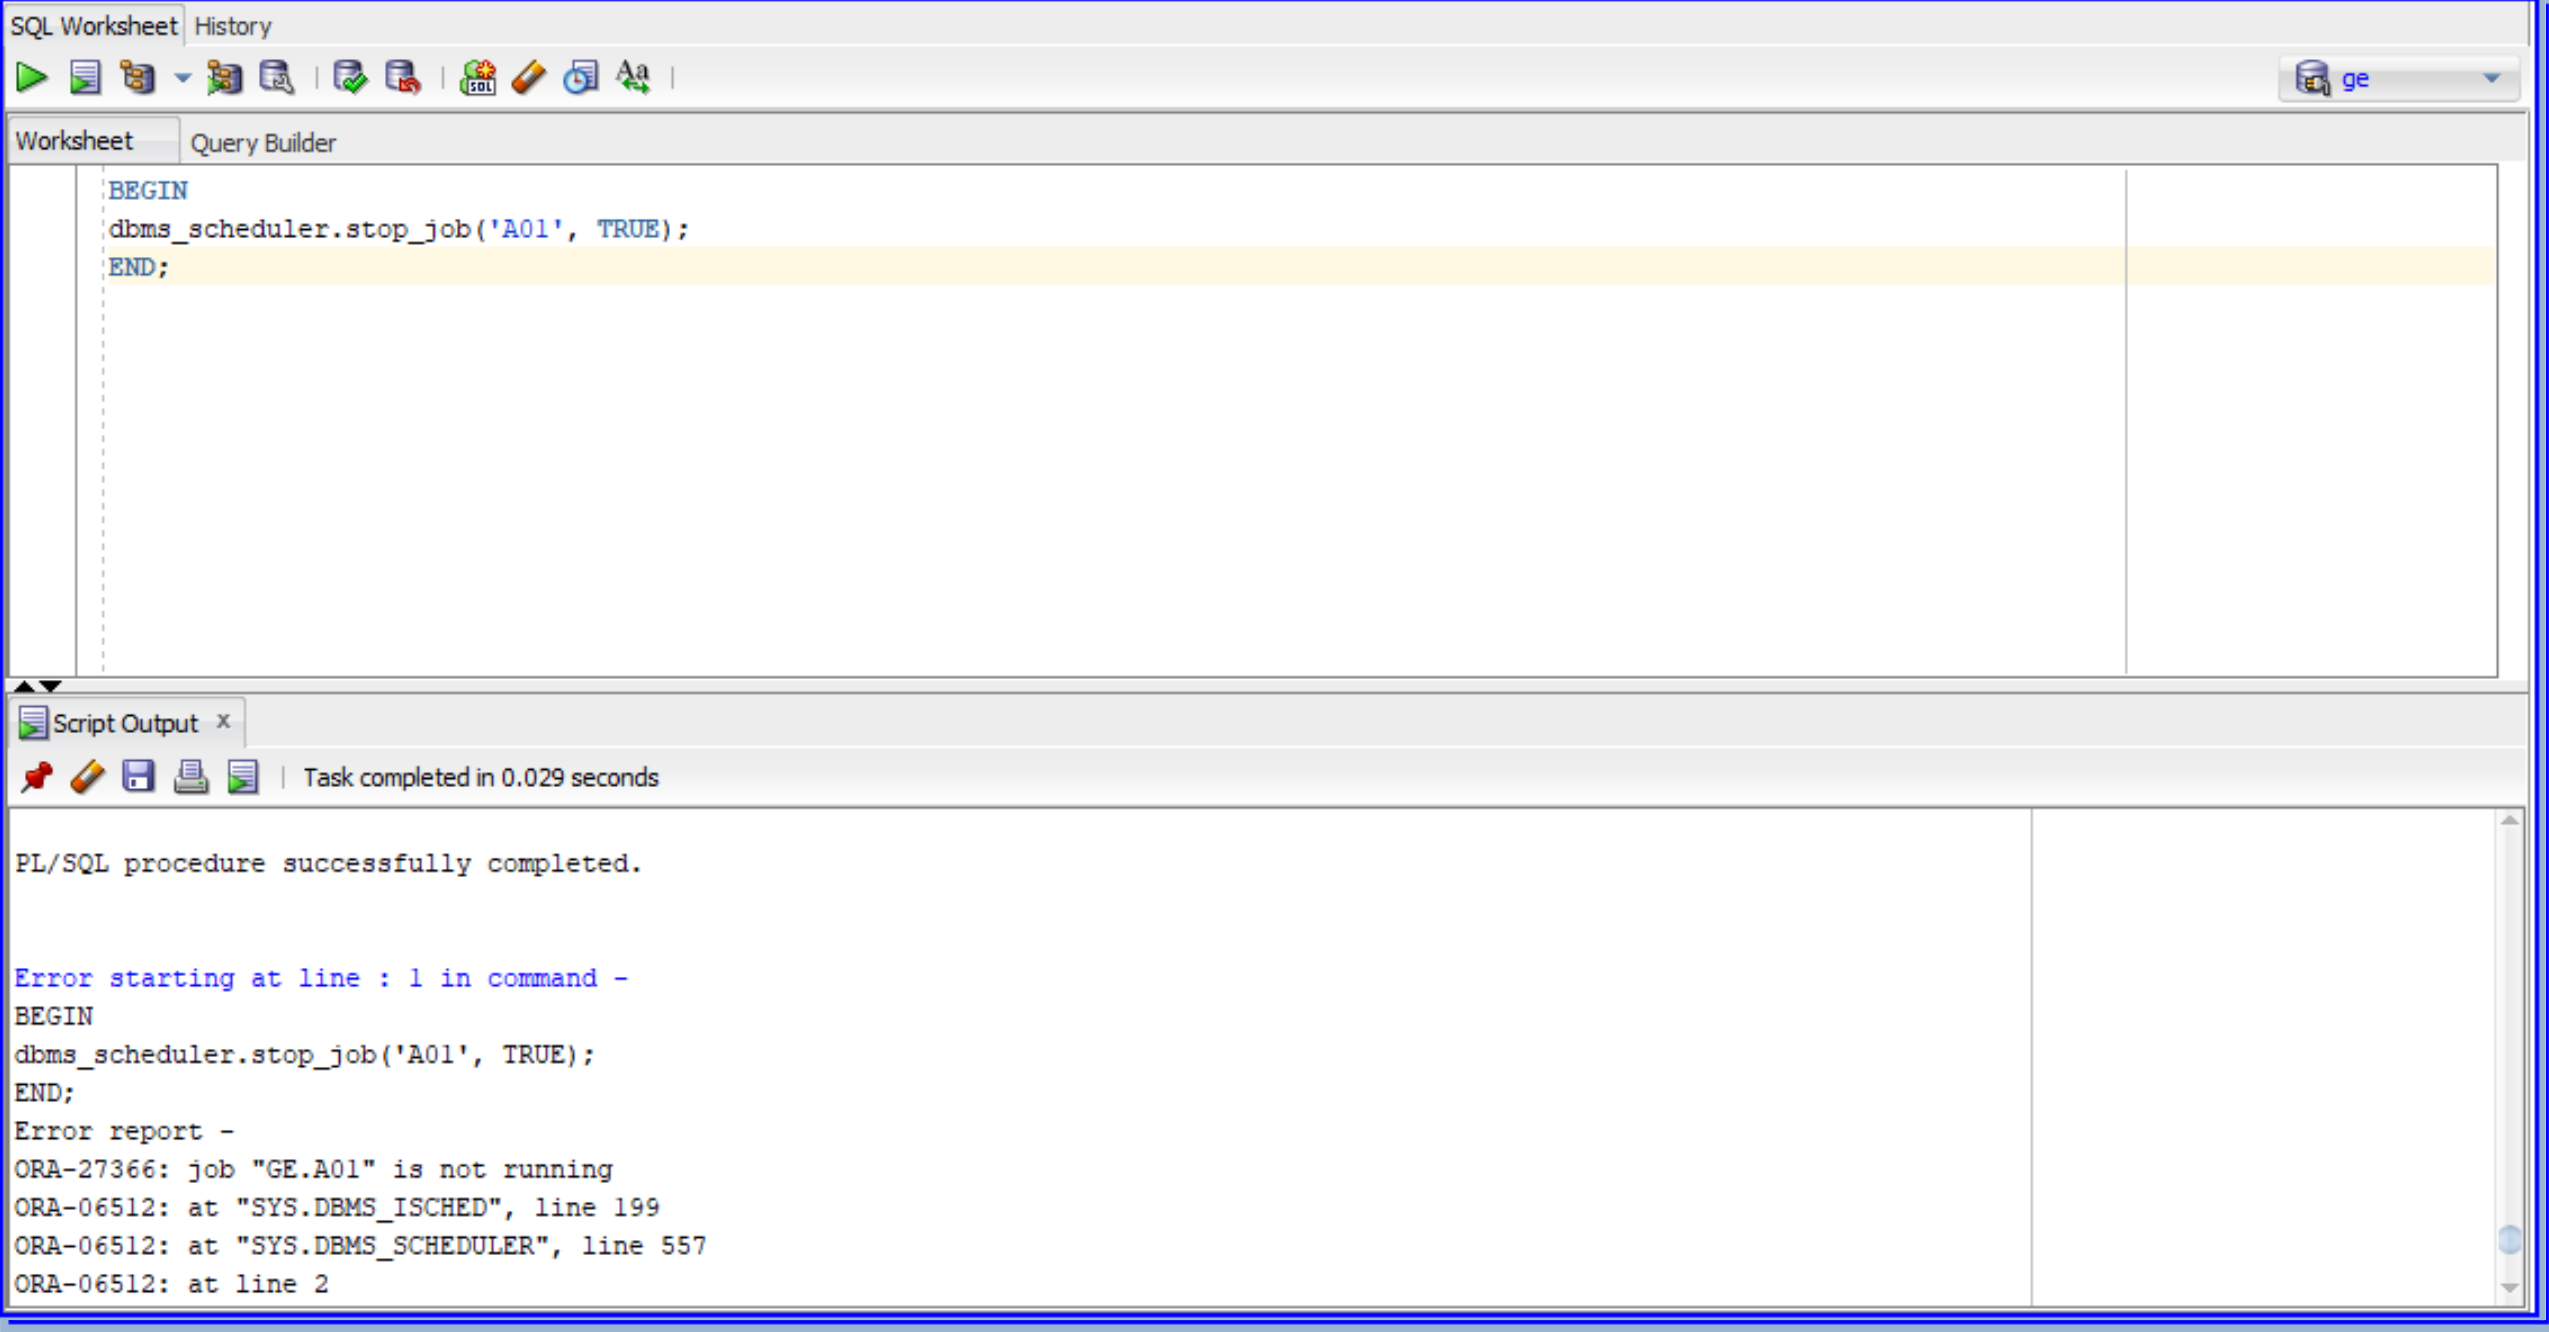 SQL Worksheet History
ge
Worksheet Query Builder
BEGIN
dbms_scheduler.stop_job('A01', TRUE);
END;
Script Output x
Task completed in 0.029 seconds
PL/SQL procedure successfully completed.
Error starting at line : 1 in command -
BEGIN
dbms_scheduler.stop_job('A01', TRUE);
END;
Error report -
ORA-27366: job "GE.A01" is not running
ORA-06512: at "SYS.DBMS_ISCHED", line 199
ORA-06512: at "SYS.DBMS_SCHEDULER", line 557
ORA-06512: at line 2